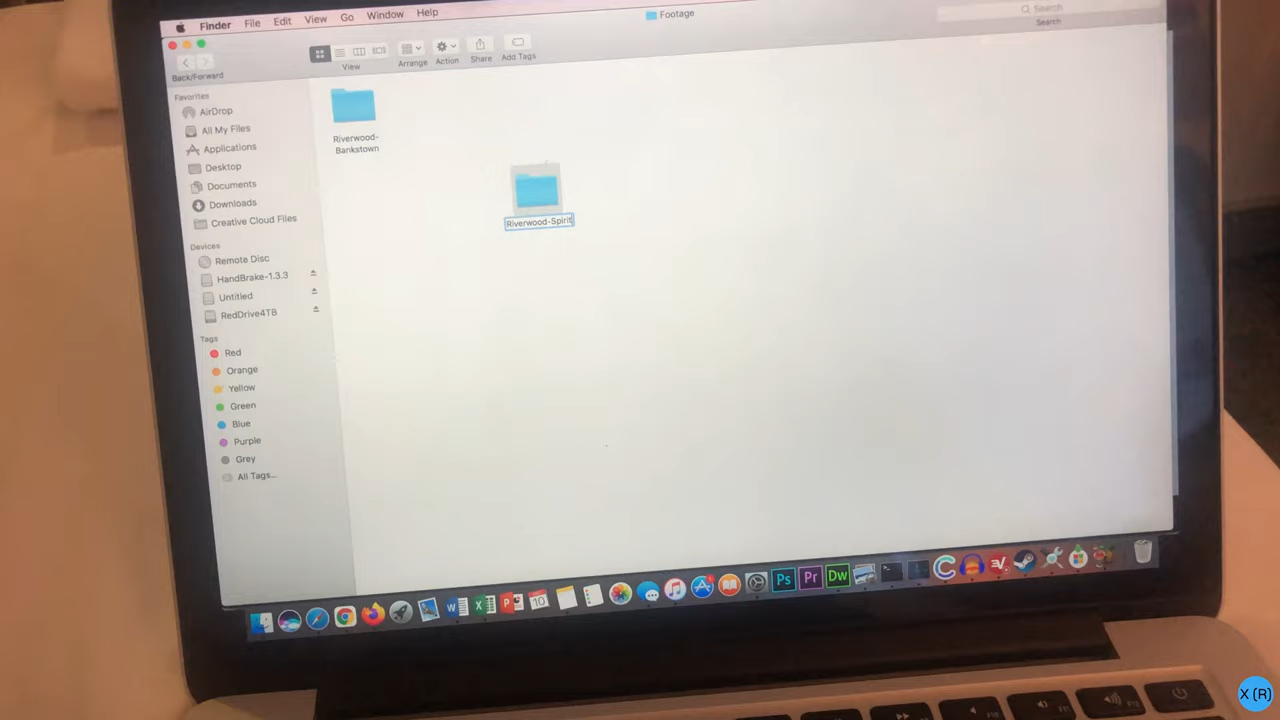 Finder File Edit View Go Window Help
Footage
Search
Search
Back/Forward
View
Arrange
Action
Share
Add Tags
Favorites
AirDrop
All My Files
Applications
Desktop
Documents
Downloads
Creative Cloud Files
Devices
Remote Disc
HandBrake-1.3.3
Untitled
RedDrive4TB
Tags
Red
Orange
Yellow
Green
Blue
Purple
Grey
All Tags...
Riverwood-
Bankstown
Riverwood-Spirit
10
Ps
Pr
Dw
X (R)